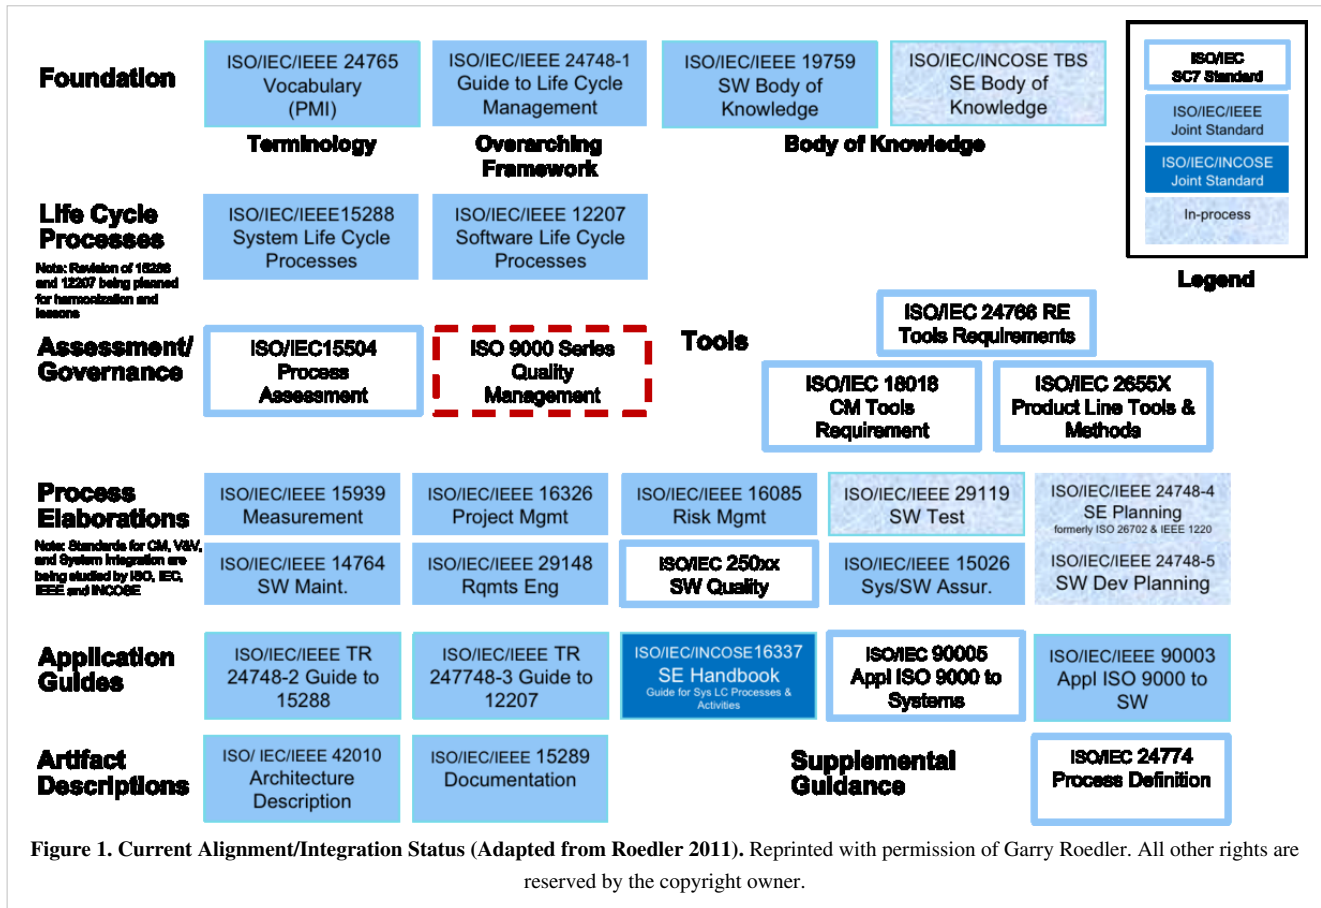 Foundation
ISO/IEC/IEEE 24765
Vocabulary
(PMI)
Terminology
ISO/IEC/IEEE 24748-1
Guide to Life Cycle
Management
Overarching
Framework
ISO/IEC/IEEE 19759
SW Body of
Knowledge
ISO/IEC/INCOSE TBS
SE Body of
Knowledge
Body of Knowledge
ISO/IEC
SC7 Standard
ISO/IEC/IEEE
Joint Standard
ISO/IEC/INCOSE
Joint Standard
In-process
Legend
Life Cycle
Processes
Note: Revision of 15288
and 12207 being planned
for harmonization and
lessons
ISO/IEC/IEEE15288
System Life Cycle
Processes
ISO/IEC/IEEE 12207
Software Life Cycle
Processes
Assessment/
Governance
ISO/IEC15504
Process
Assessment
ISO 9000 Series
Quality
Management
Tools
ISO/IEC 24766 RE
Tools Requirements
ISO/IEC 18018
CM Tools
Requirement
ISO/IEC 2655X
Product Line Tools &
Methods
Process
Elaborations
Note: Standards for CM, V&V,
and System Integration are
being studied by ISO, IEC,
IEEE and INCOSE
ISO/IEC/IEEE 15939
Measurement
ISO/IEC/IEEE 16326
Project Mgmt
ISO/IEC/IEEE 16085
Risk Mgmt
ISO/IEC/IEEE 29119
SW Test
ISO/IEC/IEEE 24748-4
SE Planning
formerly ISO 26702 & IEEE 1220
ISO/IEC/IEEE 14764
SW Maint.
ISO/IEC/IEEE 29148
Rqmts Eng
ISO/IEC 250xx
SW Quality
ISO/IEC/IEEE 15026
Sys/SW Assur.
ISO/IEC/IEEE 24748-5
SW Dev Planning
Application
Guides
ISO/IEC/IEEE TR
24748-2 Guide to
15288
ISO/IEC/IEEE TR
247748-3 Guide to
12207
ISO/IEC/INCOSE16337
SE Handbook
Guide for Sys LC Processes &
Activities
ISO/IEC 90005
Appl ISO 9000 to
Systems
ISO/IEC/IEEE 90003
Appl ISO 9000 to
SW
Artifact
Descriptions
ISO/ IEC/IEEE 42010
Architecture
Description
ISO/IEC/IEEE 15289
Documentation
Supplemental
Guidance
ISO/IEC 24774
Process Definition
Figure 1. Current Alignment/Integration Status (Adapted from Roedler 2011). Reprinted with permission of Garry Roedler. All other rights are
reserved by the copyright owner.